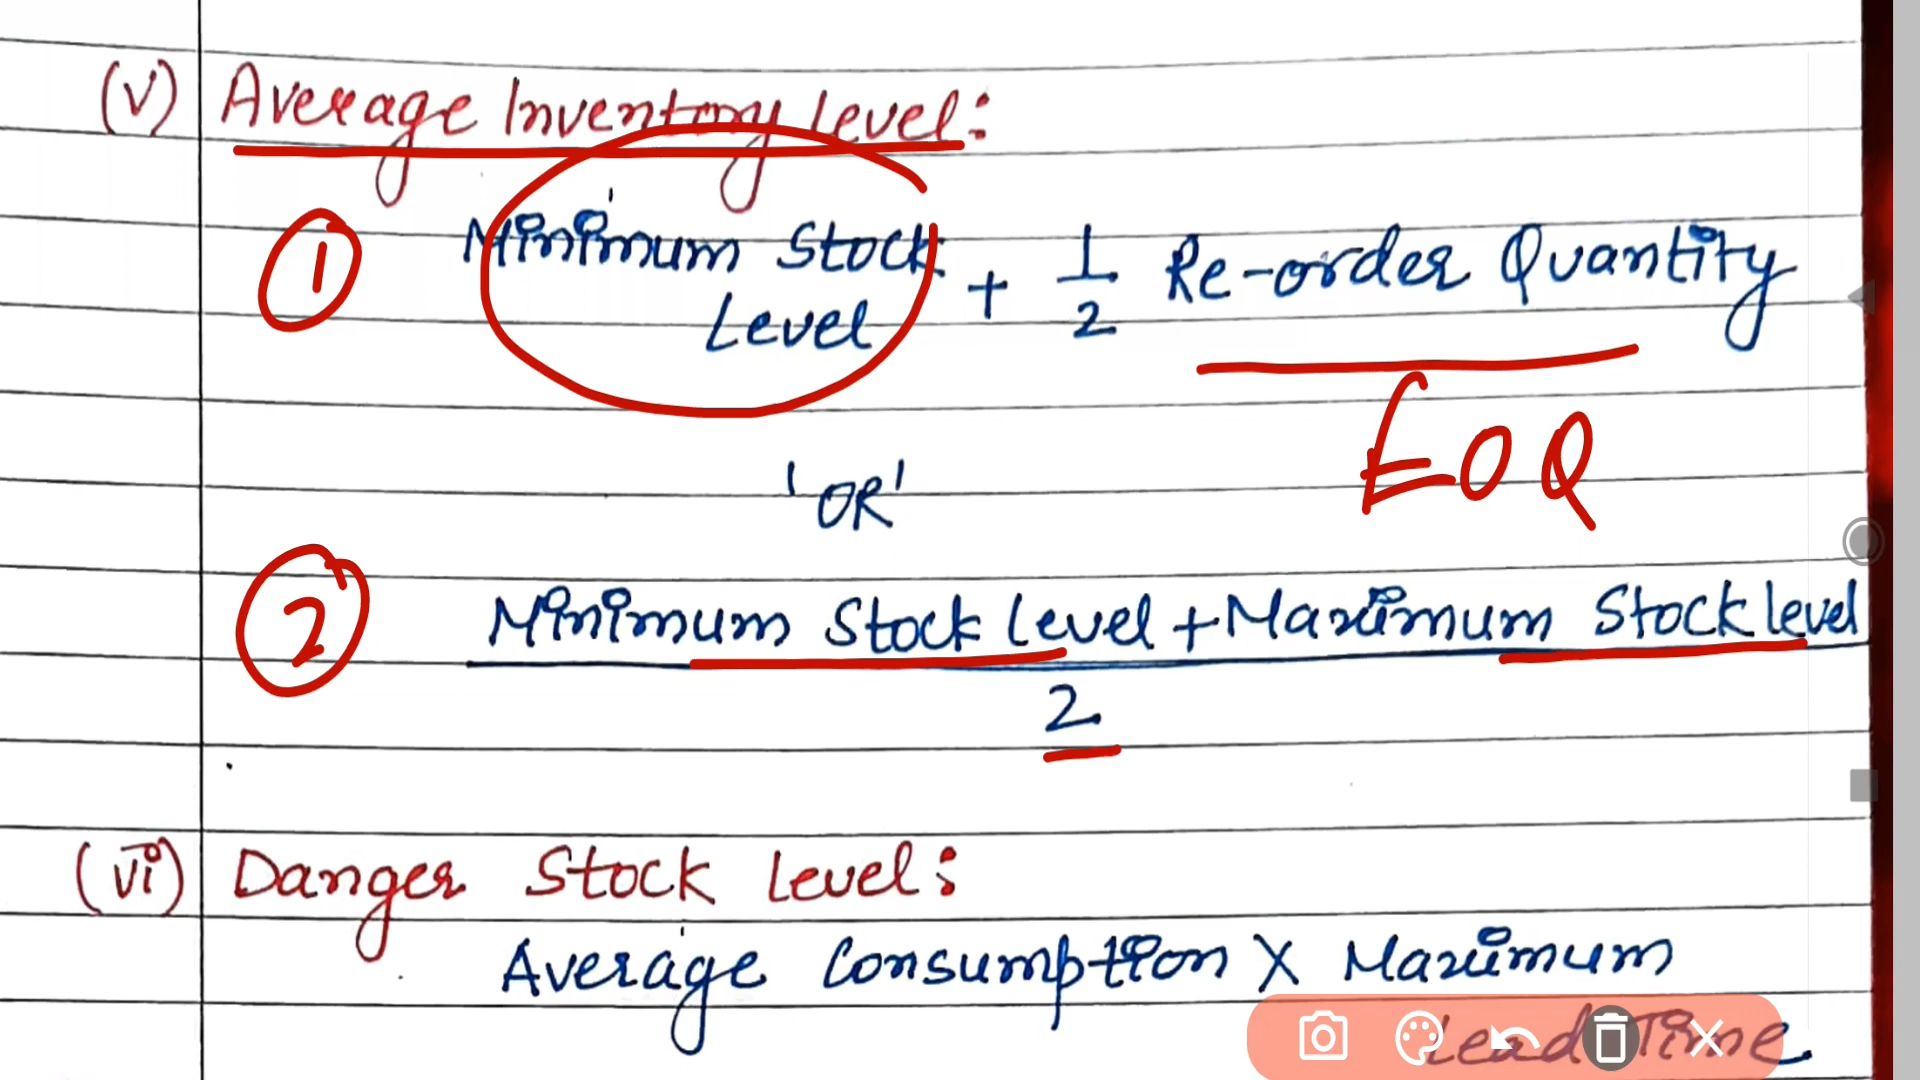 (v) Average Inventory Level:
① Minimum Stock Level + 1/2 Re-order Quantity
EOQ
'OR'
② Minimum Stock Level + Maximum Stock level
2
(vi) Danger Stock Level:
Average Consumption X Maximum
Lead Time